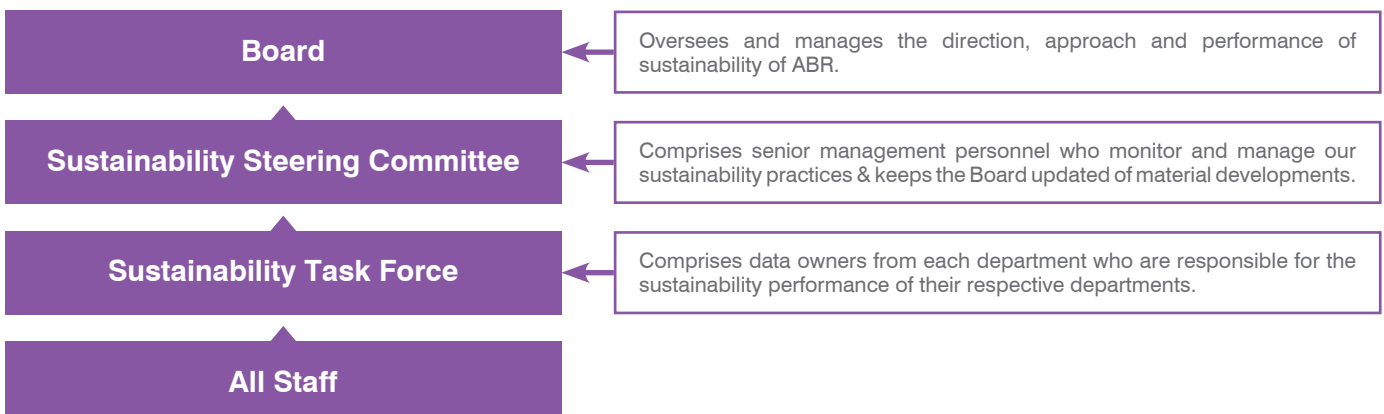 Board
Oversees and manages the direction, approach and performance of
sustainability of ABR.
Sustainability Steering Committee
Comprises senior management personnel who monitor and manage our
sustainability practices & keeps the Board updated of material developments.
Sustainability Task Force
Comprises data owners from each department who are responsible for the
sustainability performance of their respective departments.
All Staff